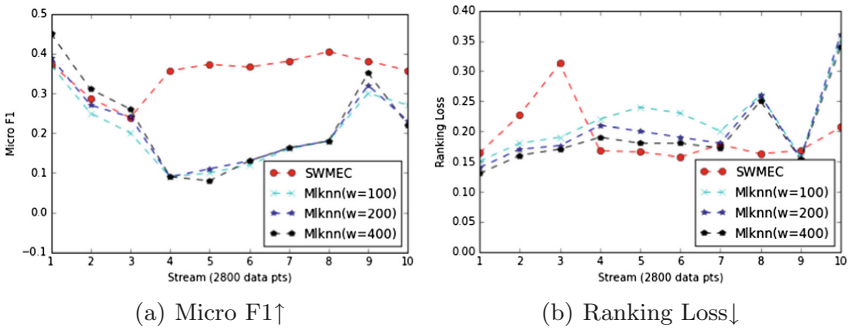 0.5
0.4
0.3
0.2
0.1
0.0
−0.1
Micro F1
1 2 3 4 5 6 7 8 9 10
Stream (2800 data pts)
SWMEC
Mlknn(w=100)
Mlknn(w=200)
Mlknn(w=400)
(a) Micro F1↑
0.40
0.35
0.30
0.25
0.20
0.15
0.10
0.05
0.00
Ranking Loss
1 2 3 4 5 6 7 8 9 10
Stream (2800 data pts)
SWMEC
Mlknn(w=100)
Mlknn(w=200)
Mlknn(w=400)
(b) Ranking Loss↓